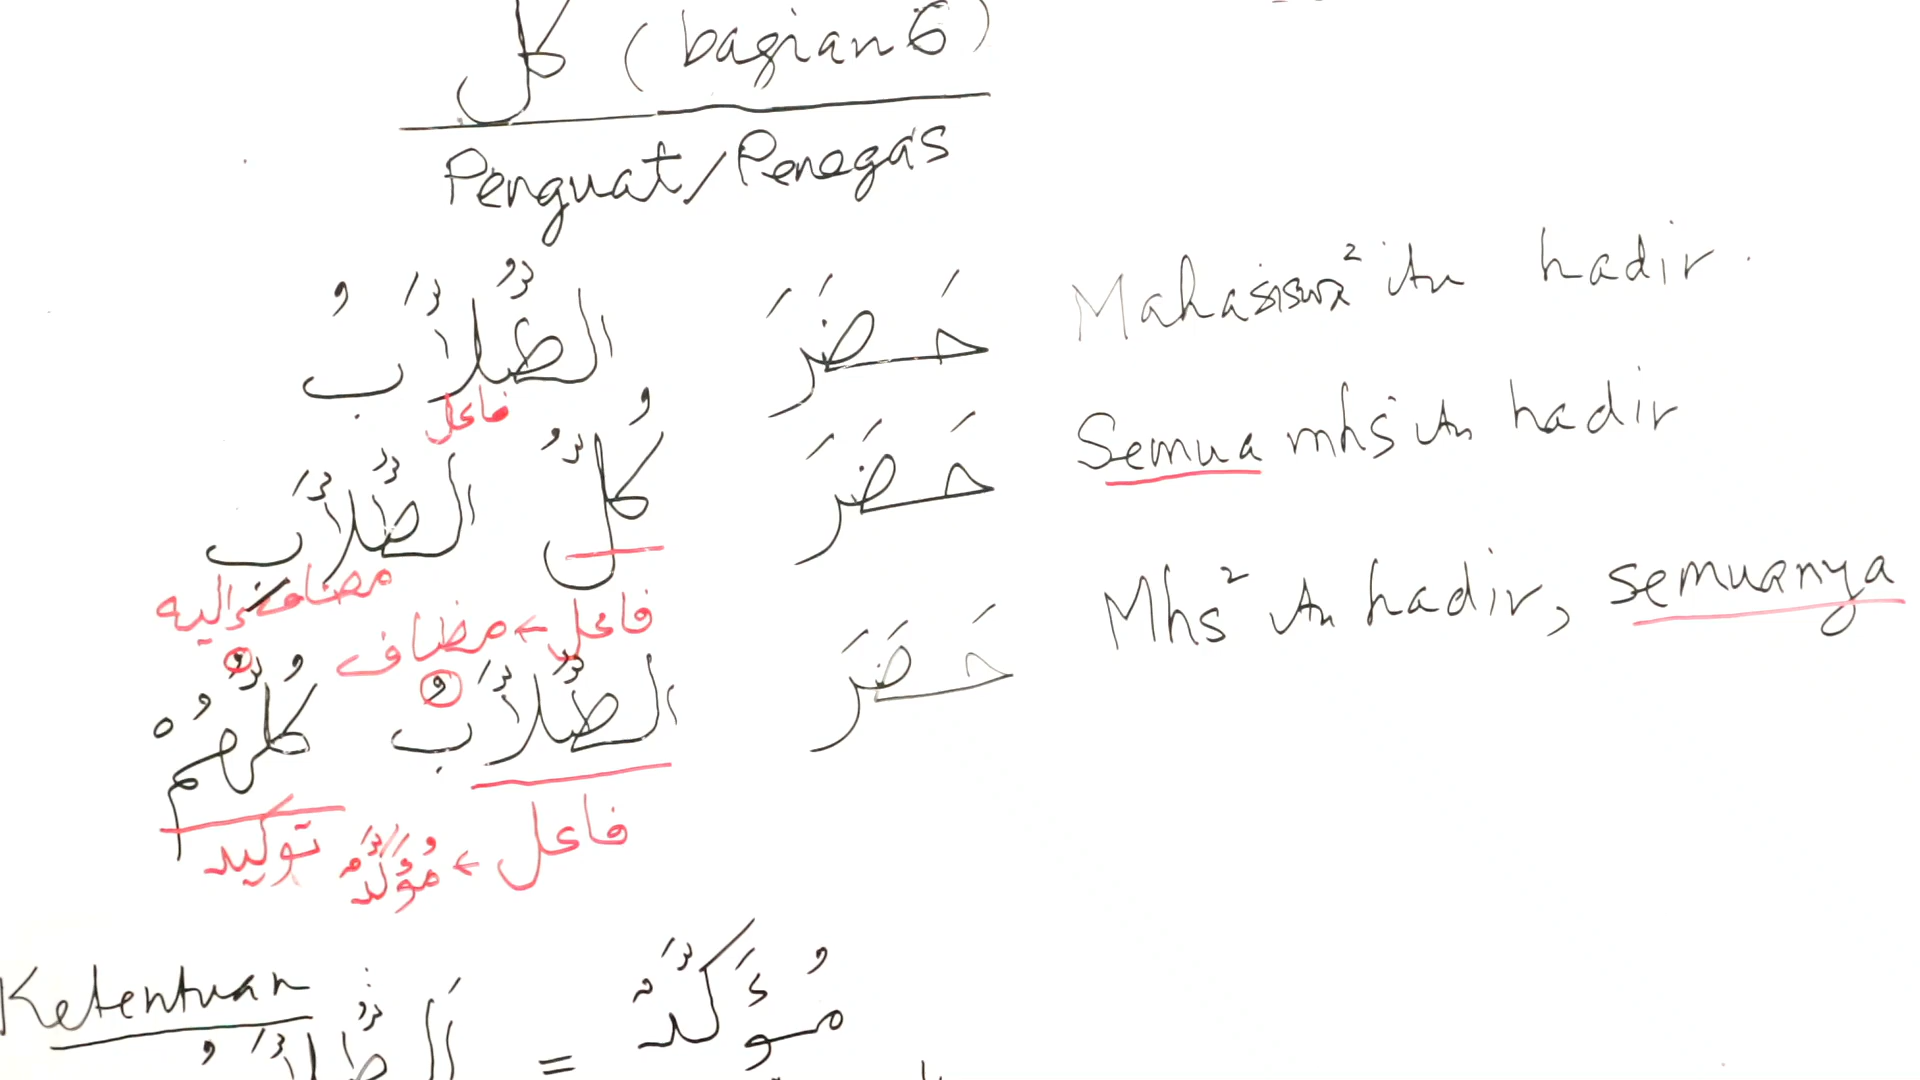 كل (bagian 6)
Penguat/Penegas
حَضَرَ الطُّلَّابُ Mahasiswa² itu hadir.
فاعل
حَضَرَ كُلُّ الطُّلَّاب Semua mhs itu hadir
فاعل ← مضاف مضاف إليه
حَضَرَ الطُّلَّابُ كُلُّهُمْ Mhs² itu hadir, semuanya
فاعل ← مُؤَكَّدٌ توكيد
Ketentuan
الطُّلَّابُ = مُؤَكَّدٌ